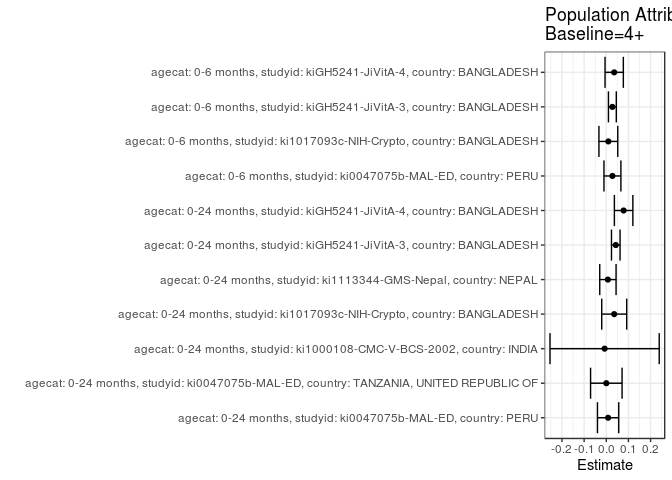 Population Attrib
Baseline=4+
agecat: 0-6 months, studyid: kiGH5241-JiVitA-4, country: BANGLADESH
agecat: 0-6 months, studyid: kiGH5241-JiVitA-3, country: BANGLADESH
agecat: 0-6 months, studyid: ki1017093c-NIH-Crypto, country: BANGLADESH
agecat: 0-6 months, studyid: ki0047075b-MAL-ED, country: PERU
agecat: 0-24 months, studyid: kiGH5241-JiVitA-4, country: BANGLADESH
agecat: 0-24 months, studyid: kiGH5241-JiVitA-3, country: BANGLADESH
agecat: 0-24 months, studyid: ki1113344-GMS-Nepal, country: NEPAL
agecat: 0-24 months, studyid: ki1017093c-NIH-Crypto, country: BANGLADESH
agecat: 0-24 months, studyid: ki1000108-CMC-V-BCS-2002, country: INDIA
agecat: 0-24 months, studyid: ki0047075b-MAL-ED, country: TANZANIA, UNITED REPUBLIC OF
agecat: 0-24 months, studyid: ki0047075b-MAL-ED, country: PERU
-0.2 -0.1 0.0 0.1 0.2
Estimate